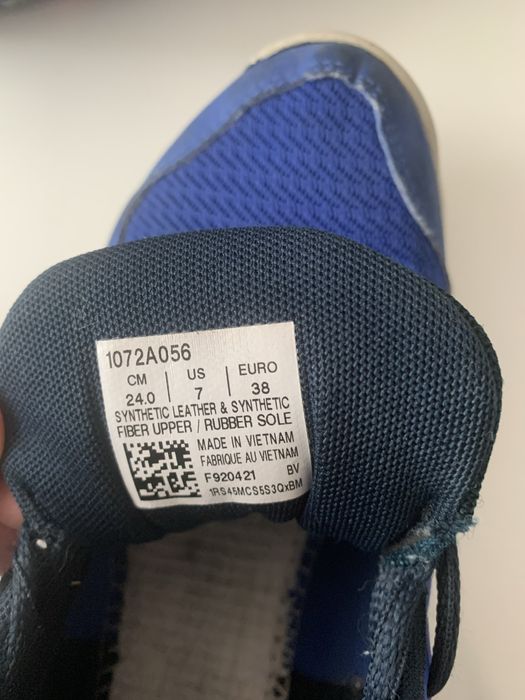 1072A056
CM US EURO
24.0 7 38
SYNTHETIC LEATHER & SYNTHETIC
FIBER UPPER / RUBBER SOLE
MADE IN VIETNAM
FABRIQUE AU VIETNAM
F920421 BV
1RS45MCS5S3QxBM